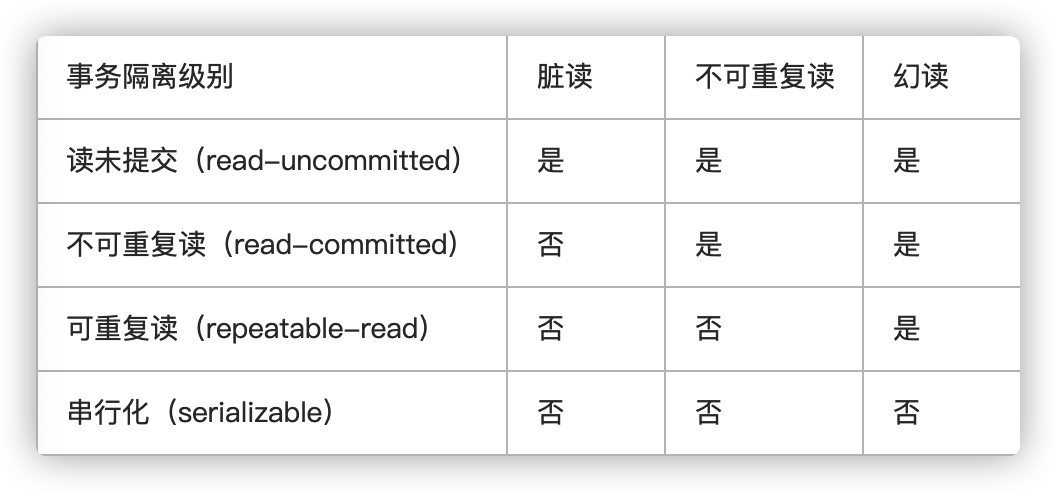 事务隔离级别 脏读 不可重复读 幻读
读未提交（read-uncommitted） 是 是 是
不可重复读（read-committed） 否 是 是
可重复读（repeatable-read） 否 否 是
串行化（serializable） 否 否 否